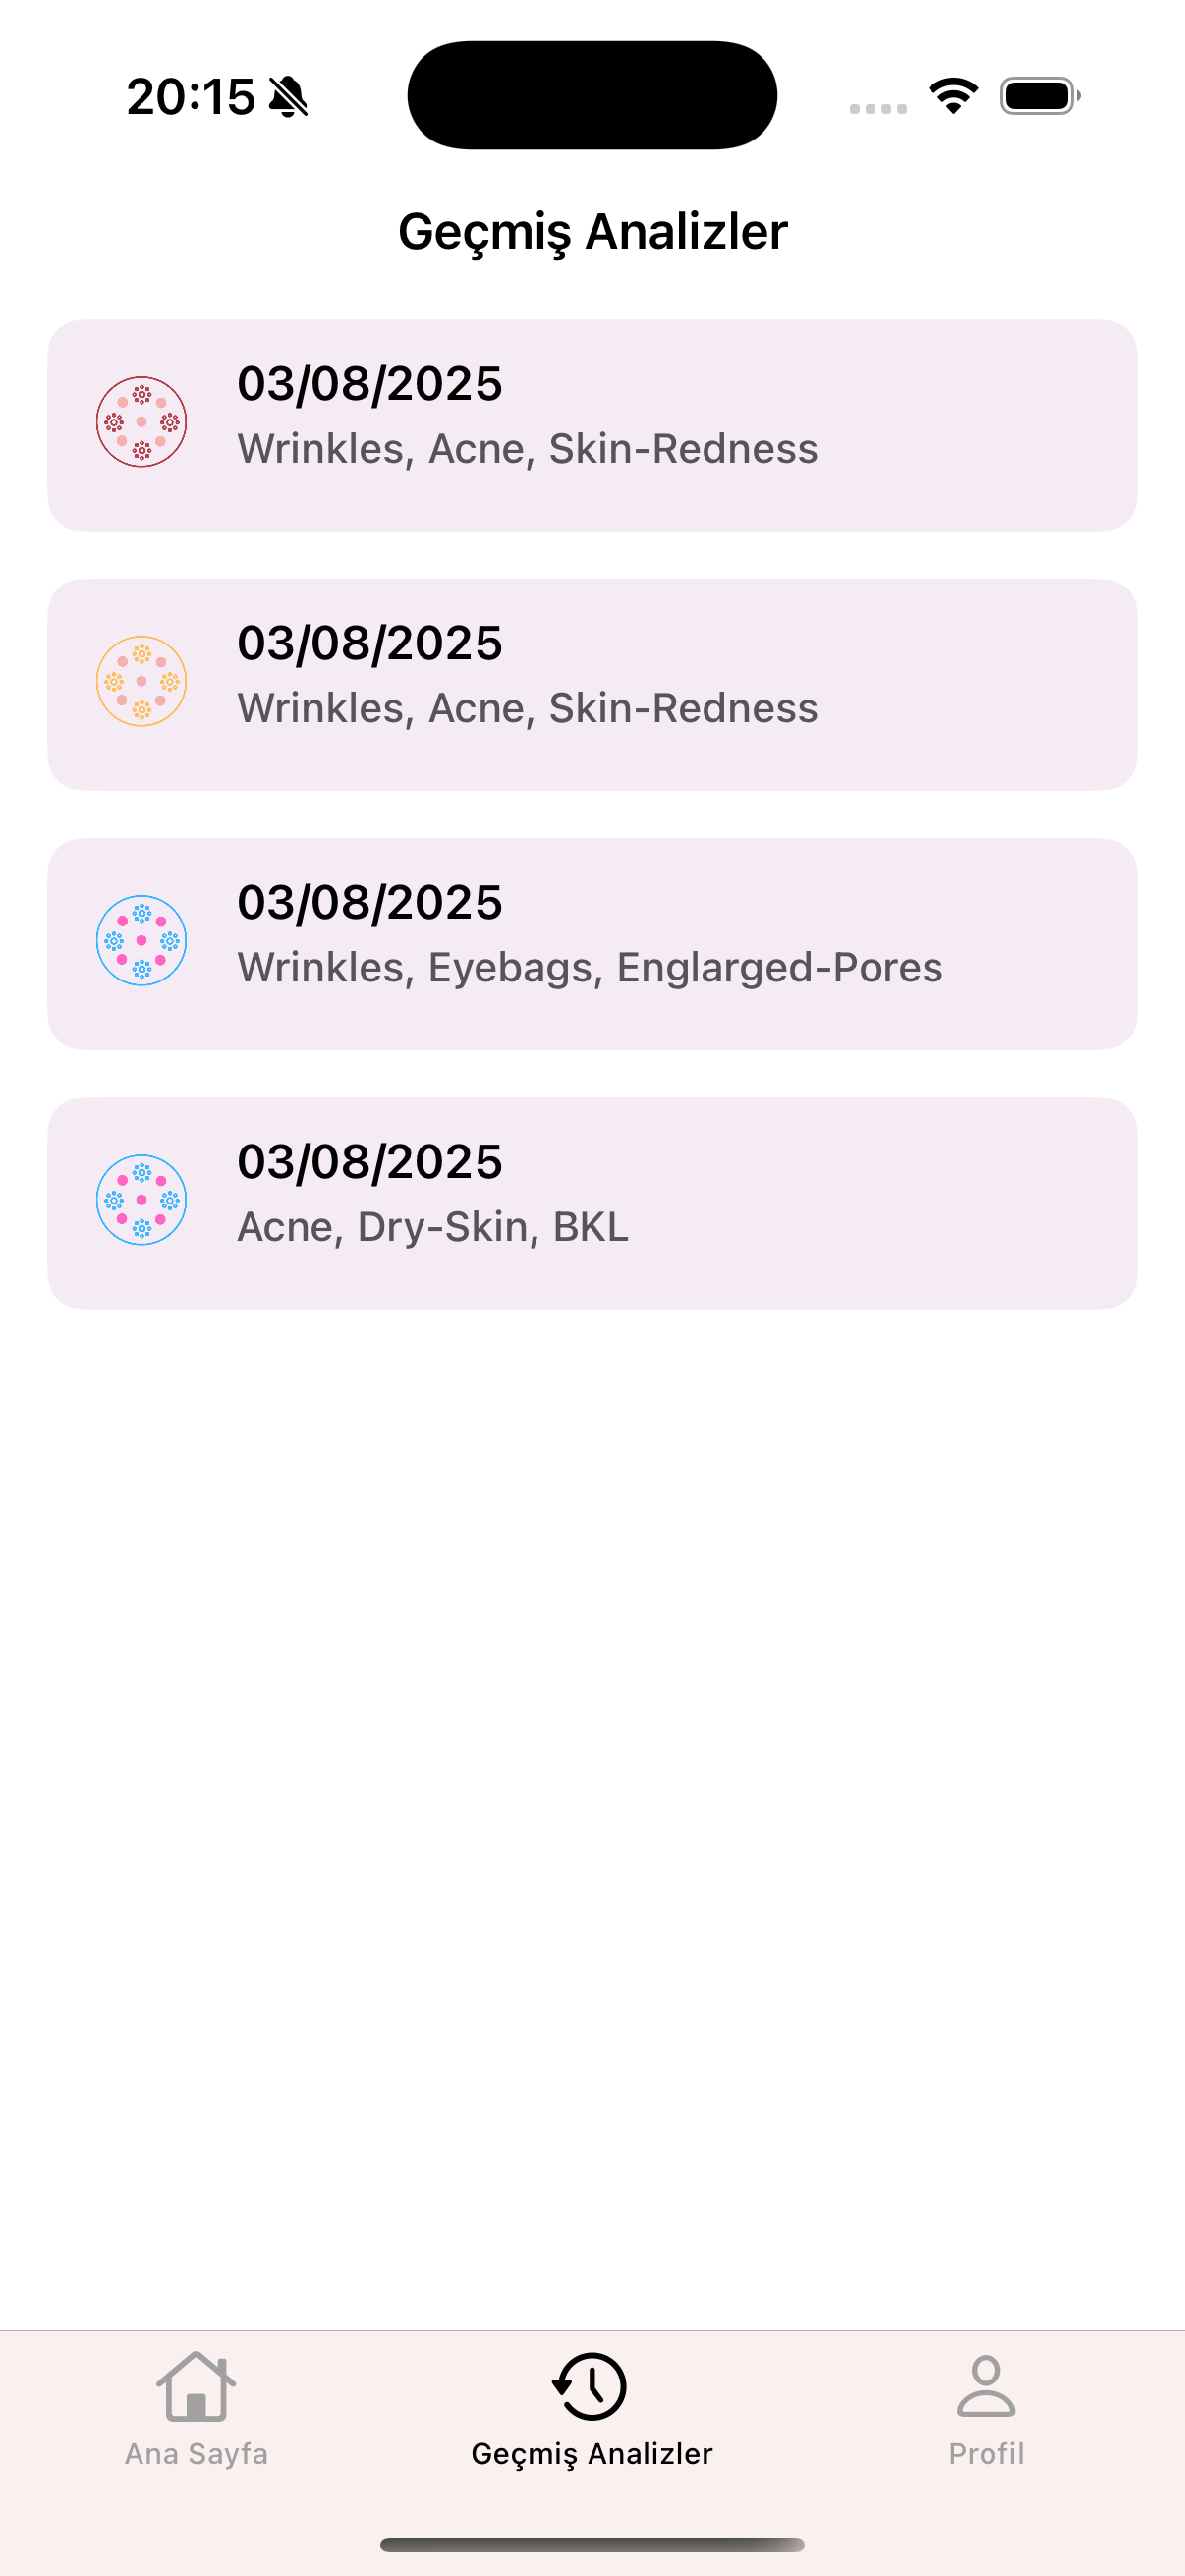 20:15
Geçmiş Analizler
03/08/2025
Wrinkles, Acne, Skin-Redness
03/08/2025
Wrinkles, Acne, Skin-Redness
03/08/2025
Wrinkles, Eyebags, Englarged-Pores
03/08/2025
Acne, Dry-Skin, BKL
Ana Sayfa
Geçmiş Analizler
Profil